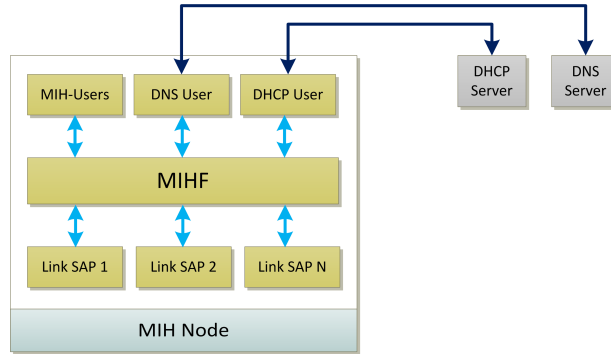 DHCP
Server
DNS
Server
MIH-Users
DNS User
DHCP User
MIHF
Link SAP 1
Link SAP 2
Link SAP N
MIH Node